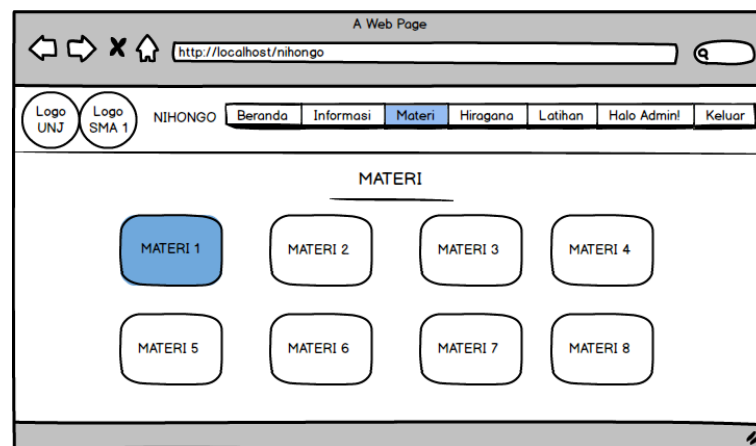 A Web Page
http://localhost/nihongo
Logo UNJ
Logo SMA 1
NIHONGO Beranda Informasi Materi Hiragana Latihan Halo Admin! Keluar
MATERI
MATERI 1 MATERI 2 MATERI 3 MATERI 4
MATERI 5 MATERI 6 MATERI 7 MATERI 8